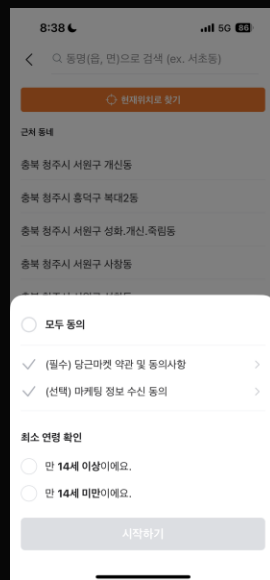 8:38
5G 86
동명(읍, 면)으로 검색 (ex. 서초동)
현재위치로 찾기
근처 동네
충북 청주시 서원구 개신동
충북 청주시 흥덕구 복대2동
충북 청주시 서원구 성화.개신.죽림동
충북 청주시 서원구 사창동
모두 동의
(필수) 당근마켓 약관 및 동의사항
(선택) 마케팅 정보 수신 동의
최소 연령 확인
만 14세 이상이에요.
만 14세 미만이에요.
시작하기